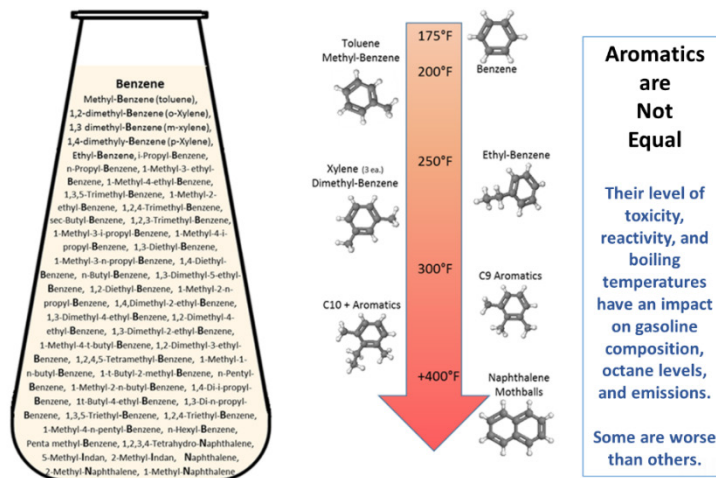 Benzene
Methyl-Benzene (toluene),
1,2-dimethyl-Benzene (o-Xylene),
1,3 dimethyl-Benzene (m-xylene),
1,4-dimethyly-Benzene (p-Xylene),
Ethyl-Benzene, i-Propyl-Benzene,
n-Propyl-Benzene, 1-Methyl-3- ethyl-
Benzene, 1-Methyl-4-ethyl-Benzene,
1,3,5-Trimethyl-Benzene, 1-Methyl-2-
ethyl-Benzene, 1,2,4-Trimethyl-Benzene,
sec-Butyl-Benzene, 1,2,3-Trimethyl-Benzene,
1-Methyl-3-i-propyl-Benzene, 1-Methyl-4-i-
propyl-Benzene, 1,3-Diethyl-Benzene,
1-Methyl-3-n-propyl-Benzene, 1,4-Diethyl-
Benzene, n-Butyl-Benzene, 1,3-Dimethyl-5-ethyl-
Benzene, 1,2-Diethyl-Benzene, 1-Methyl-2-n-
propyl-Benzene, 1,4,Dimethyl-2-ethyl-Benzene,
1,3-Dimethyl-4-ethyl-Benzene, 1,2-Dimethyl-4-
ethyl-Benzene, 1,3-Dimethyl-2-ethyl-Benzene,
1-Methyl-4-t-butyl-Benzene, 1,2-Dimethyl-3-ethyl-
Benzene, 1,2,4,5-Tetramethyl-Benzene, 1-Methyl-1-
n-butyl-Benzene, 1-t-Butyl-2-methyl-Benzene, n-Pentyl-
Benzene, 1-Methyl-2-n-butyl-Benzene, 1,4-Di-i-propyl-
Benzene, 1t-Butyl-4-ethyl-Benzene, 1,3-Di-n-propyl-
Benzene, 1,3,5-Triethyl-Benzene, 1,2,4-Triethyl-Benzene,
1-Methyl-4-n-pentyl-Benzene, n-Hexyl-Benzene,
Penta methyl-Benzene, 1,2,3,4-Tetrahydro-Naphthalene,
5-Methyl-Indan, 2-Methyl-Indan, Naphthalene,
2-Methyl-Naphthalene, 1-Methyl-Naphthalene
175°F
Benzene
Toluene
Methyl-Benzene
200°F
250°F
Ethyl-Benzene
Xylene (3 ea.)
Dimethyl-Benzene
300°F
C9 Aromatics
C10 + Aromatics
+400°F
Naphthalene
Mothballs
Aromatics
are
Not
Equal
Their level of
toxicity,
reactivity, and
boiling
temperatures
have an impact
on gasoline
composition,
octane levels,
and emissions.
Some are worse
than others.